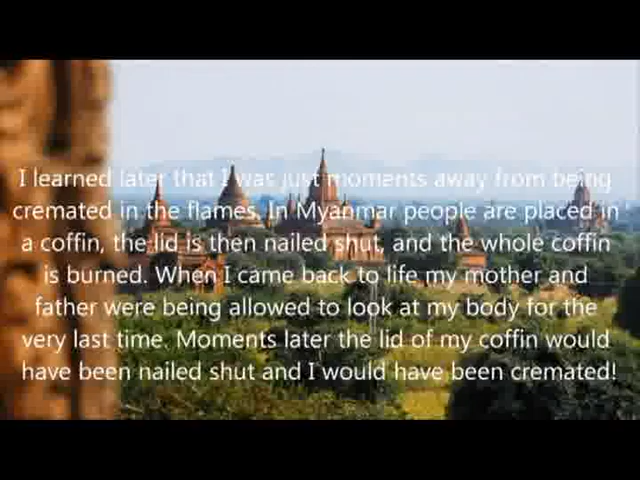 I learned later that I was just moments away from being
cremated in the flames. In Myanmar people are placed in
a coffin, the lid is then nailed shut, and the whole coffin
is burned. When I came back to life my mother and
father were being allowed to look at my body for the
very last time. Moments later the lid of my coffin would
have been nailed shut and I would have been cremated!